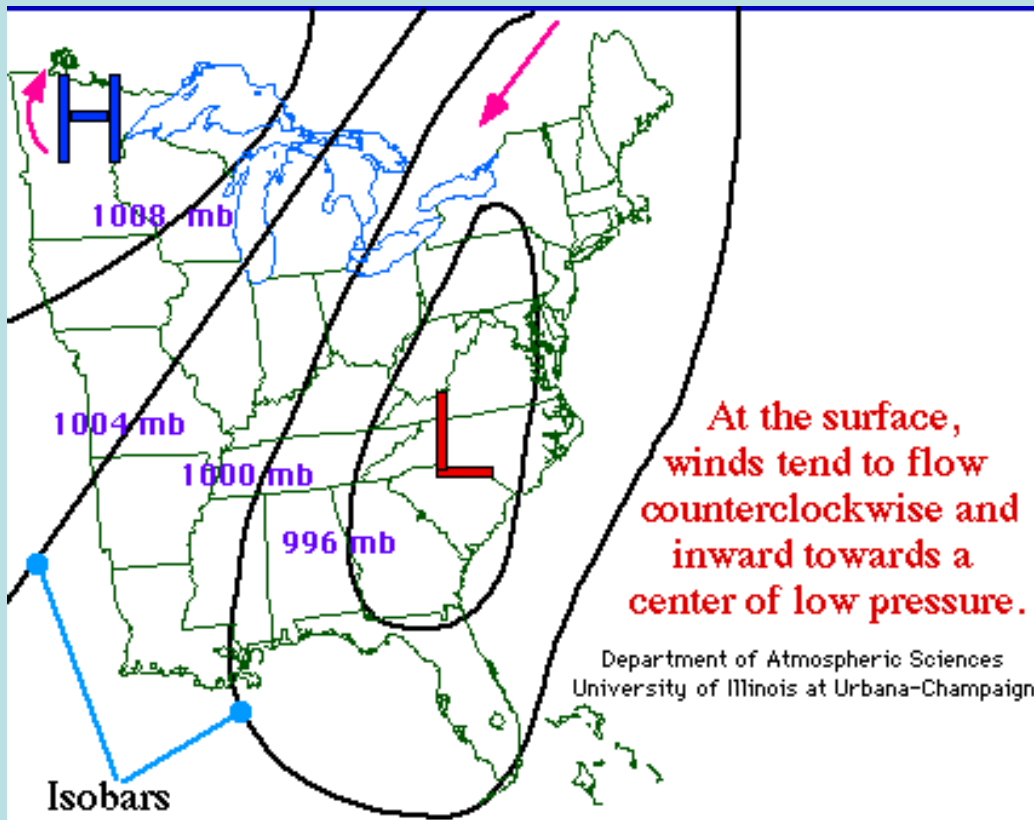 H
1008 mb
1004 mb
1000 mb
L
996 mb
At the surface,
winds tend to flow
counterclockwise and
inward towards a
center of low pressure.
Department of Atmospheric Sciences
University of Illinois at Urbana-Champaign
Isobars